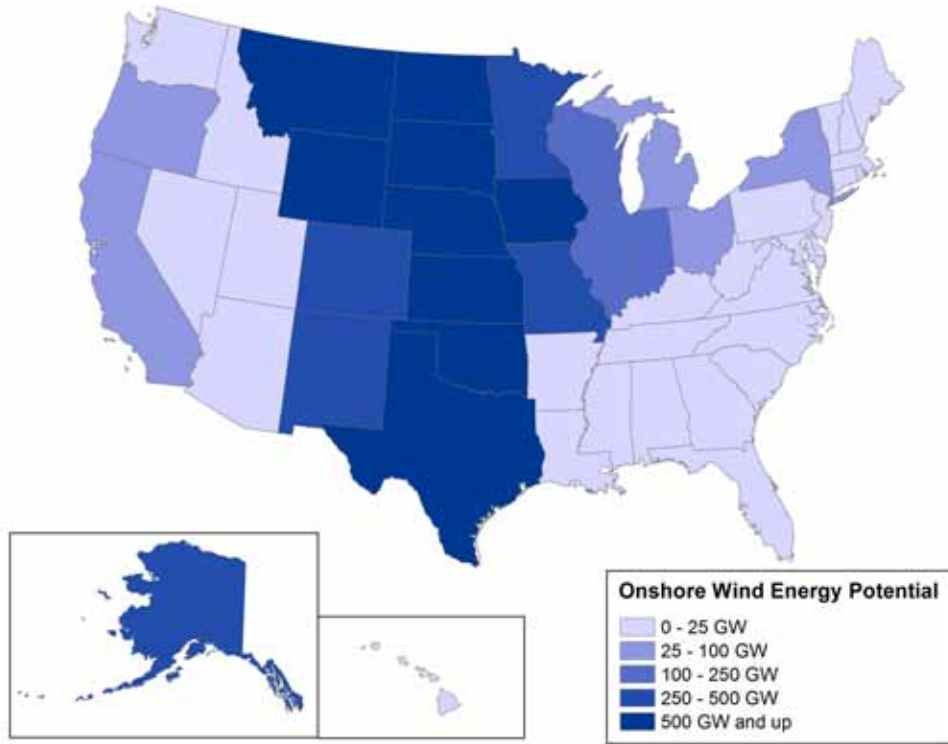 Onshore Wind Energy Potential
0 - 25 GW
25 - 100 GW
100 - 250 GW
250 - 500 GW
500 GW and up